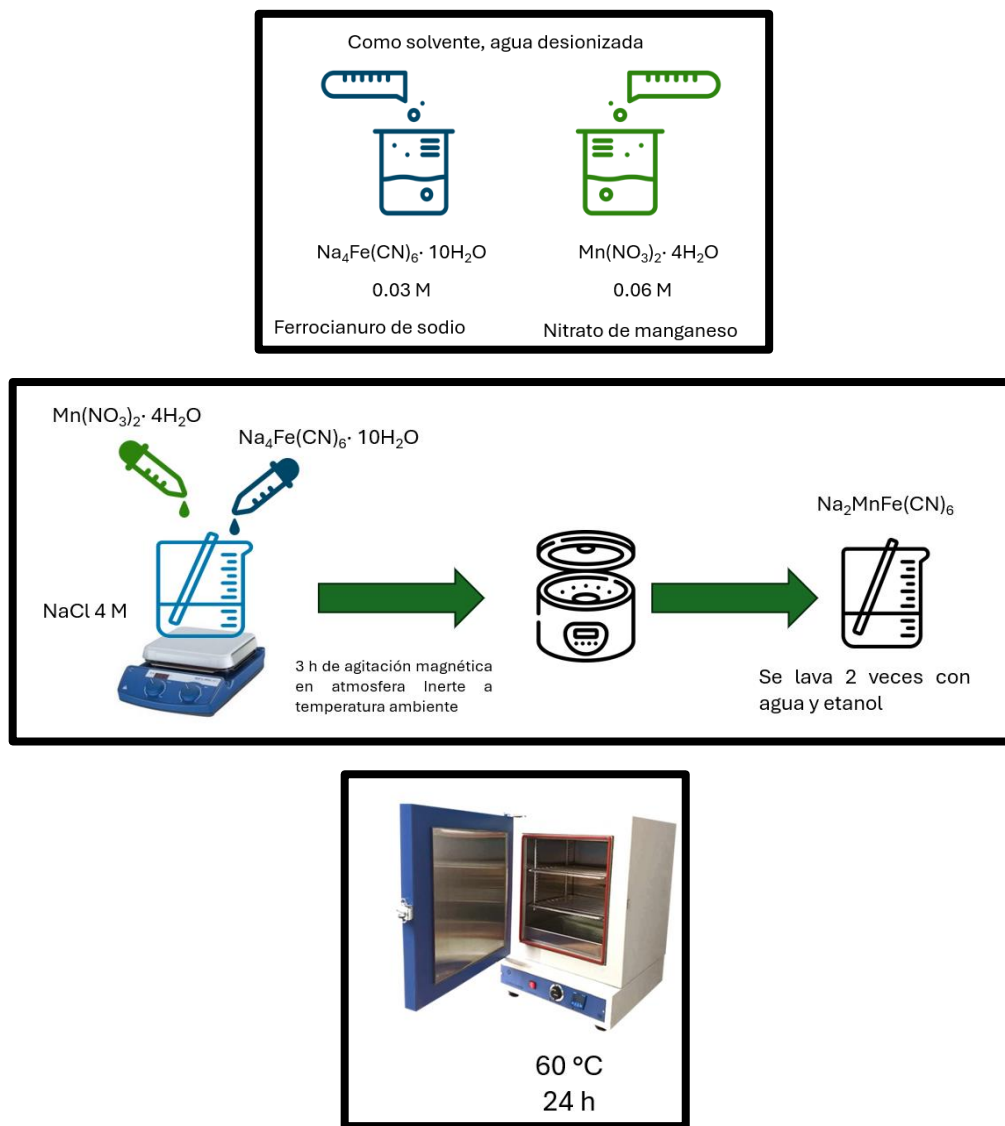 Como solvente, agua desionizada
Na₄Fe(CN)₆· 10H₂O
0.03 M
Ferrocianuro de sodio
Mn(NO₃)₂· 4H₂O
0.06 M
Nitrato de manganeso
Mn(NO₃)₂· 4H₂O
Na₄Fe(CN)₆· 10H₂O
NaCl 4 M
3 h de agitación magnética
en atmosfera Inerte a
temperatura ambiente
Na₂MnFe(CN)₆
Se lava 2 veces con
agua y etanol
60 °C
24 h